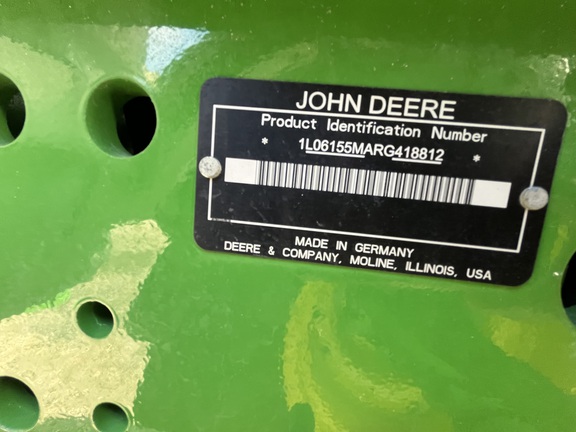 JOHN DEERE
Product Identification Number
* 1L06155MARG418812 *
MADE IN GERMANY
DEERE & COMPANY, MOLINE, ILLINOIS, USA